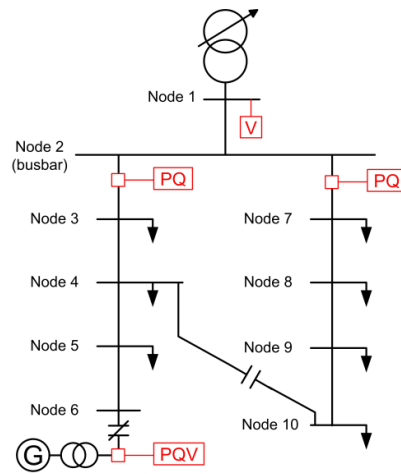 Node 1
V
Node 2
(busbar)
PQ
PQ
Node 3
Node 7
Node 4
Node 8
Node 5
Node 9
Node 6
Node 10
G
PQV